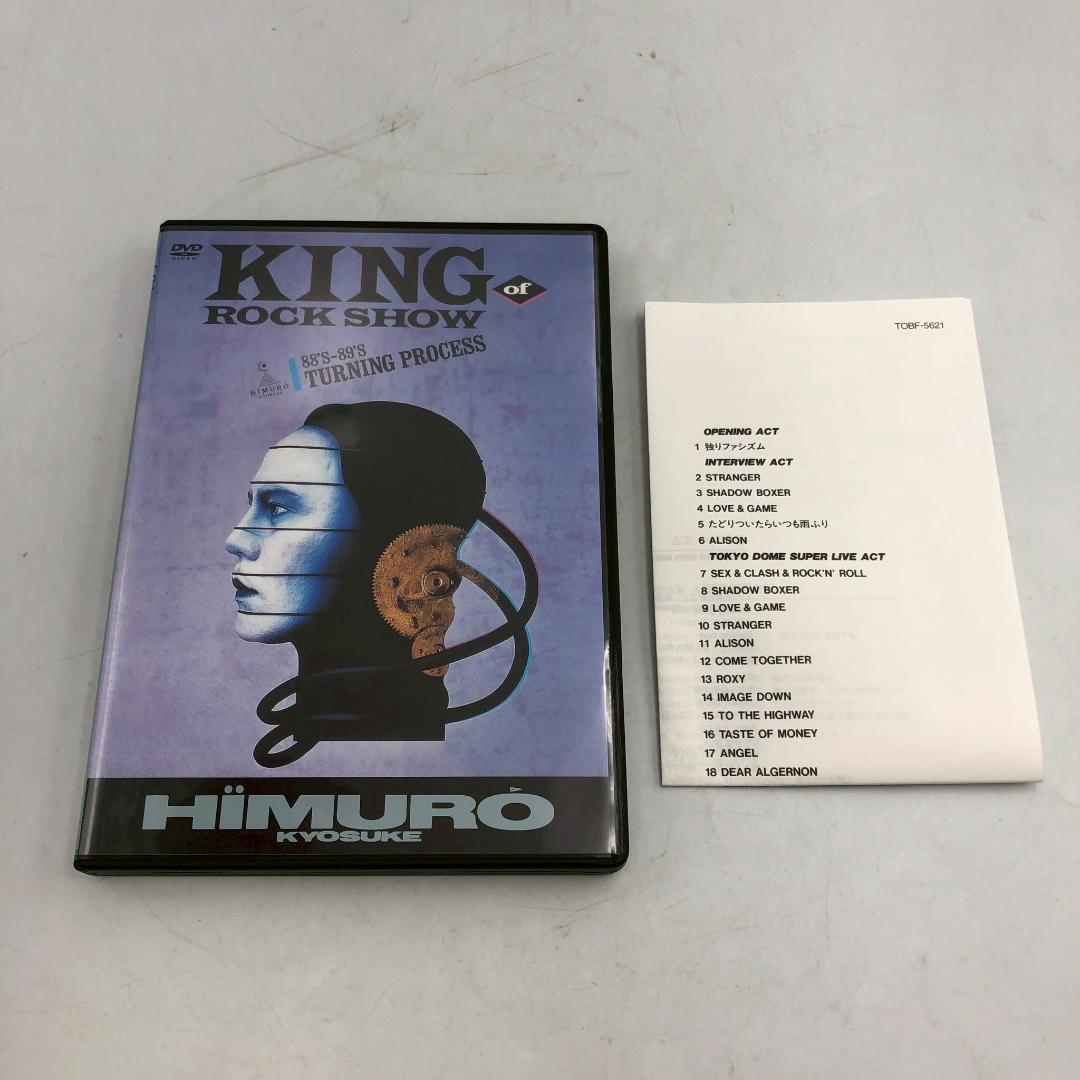 DVD
VIDEO
KING of
ROCK SHOW
88'S-89'S
TURNING PROCESS
HIMURO
KYOSUKE
HÏMURÓ
KYOSUKE
TOBF-5621
OPENING ACT
1 独りファシズム
INTERVIEW ACT
2 STRANGER
3 SHADOW BOXER
4 LOVE & GAME
5 たどりついたらいつも雨ふり
6 ALISON
TOKYO DOME SUPER LIVE ACT
7 SEX & CLASH & ROCK'N' ROLL
8 SHADOW BOXER
9 LOVE & GAME
10 STRANGER
11 ALISON
12 COME TOGETHER
13 ROXY
14 IMAGE DOWN
15 TO THE HIGHWAY
16 TASTE OF MONEY
17 ANGEL
18 DEAR ALGERNON